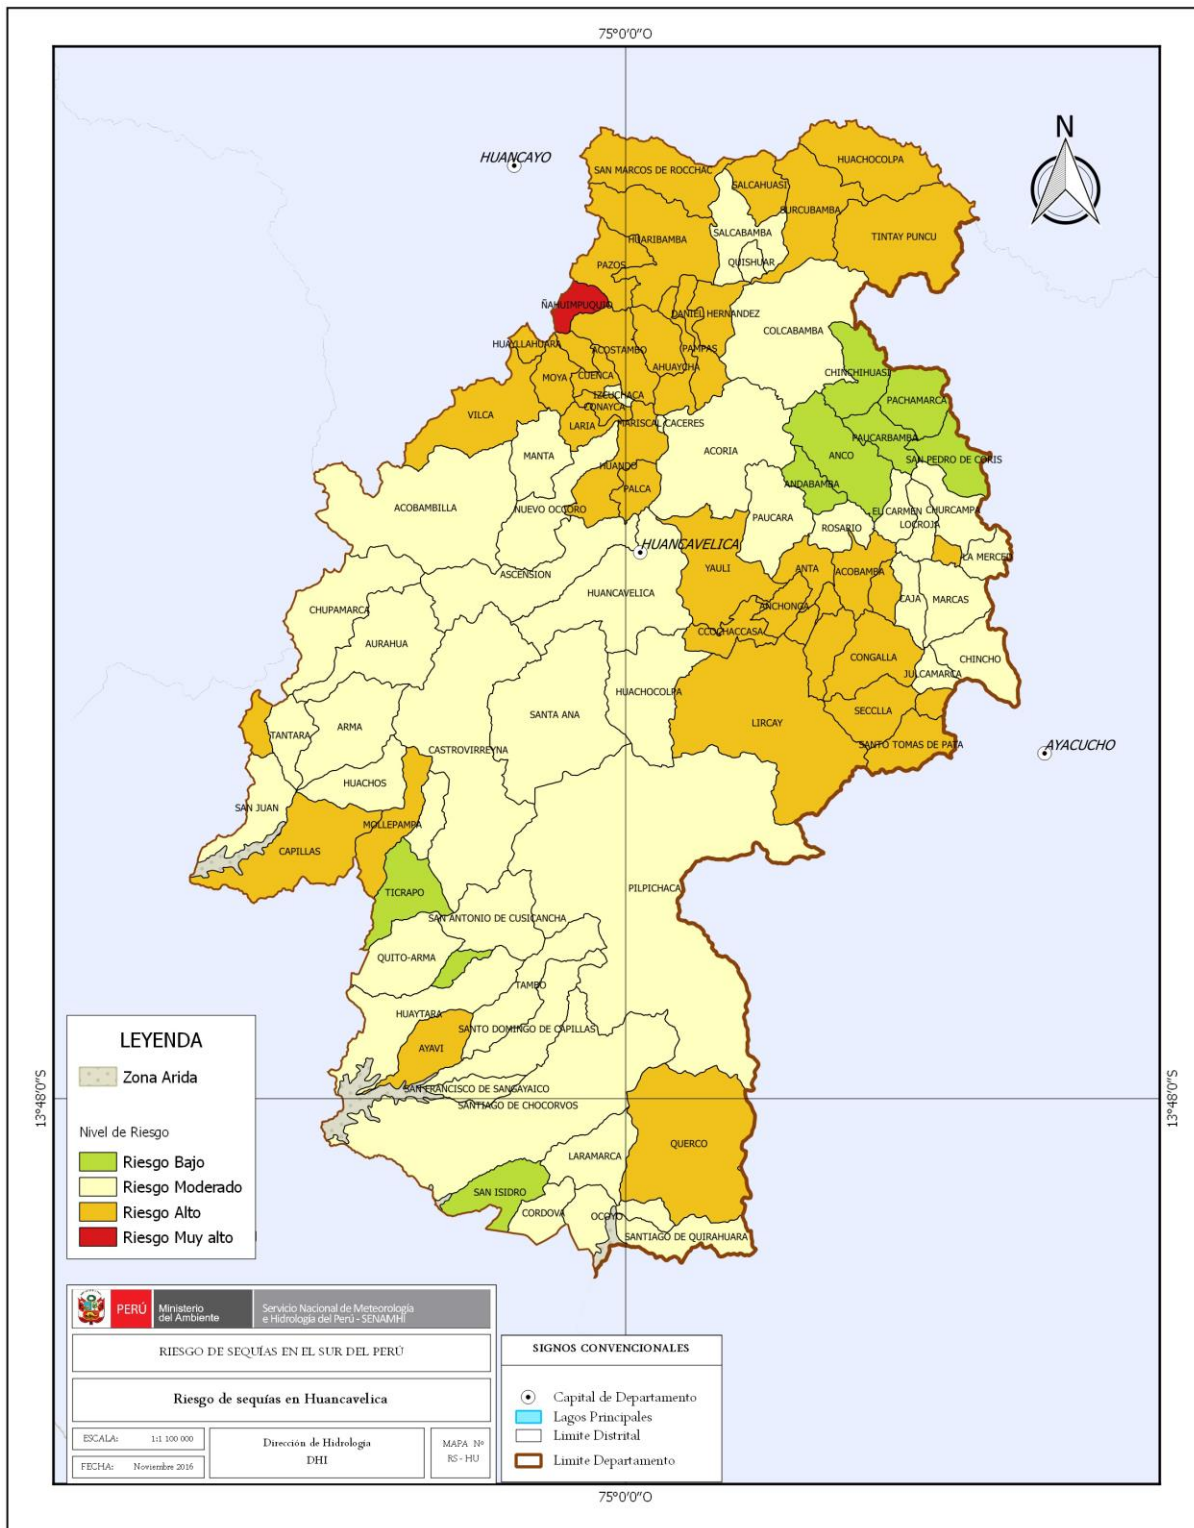 75°0'0"O
HUANCAYO
N
HUACHOCOLPA
SAN MARCOS DE ROCCHAC
SALCAHUASI
SURCUBAMBA
SALCABAMBA
TINTAY PUNCU
HUARIBAMBA
QUISHUAR
PAZOS
ÑAHUIMPUQUIO
DANIEL HERNANDEZ
COLCABAMBA
HUAYLLAHUARA
ACOSTAMBO
PAMPAS
AHUAYCHA
CHINCHIHUASI
MOYA
CUENCA
IZCUCHACA
PACHAMARCA
CONAYCA
VILCA
LARIA
MARISCAL CACERES
PAUCARBAMBA
ACORIA
MANTA
ANCO
SAN PEDRO DE CORIS
HUANDO
ANDABAMBA
PALCA
ACOBAMBILLA
NUEVO OCCORO
EL CARMEN
CHURCAMPA
PAUCARA
ROSARIO
LOCROJA
HUANCAVELICA
LA MERCED
YAULI
ANTA
ACOBAMBA
ASCENSION
HUANCAVELICA
CAJA
MARCAS
CHUPAMARCA
ANCHONGA
CCOCHACCASA
AURAHUA
CONGALLA
CHINCHO
JULCAMARCA
HUACHOCOLPA
SANTA ANA
LIRCAY
SECCLLA
ARMA
TANTARA
CASTROVIRREYNA
SANTO TOMAS DE PATA
AYACUCHO
HUACHOS
SAN JUAN
MOLLEPAMPA
CAPILLAS
TICRAPO
PILPICHACA
SAN ANTONIO DE CUSICANCHA
QUITO-ARMA
TAMBO
HUAYTARA
SANTO DOMINGO DE CAPILLAS
AYAVI
SAN FRANCISCO DE SANGAYAICO
SANTIAGO DE CHOCORVOS
13°48'0"S
13°48'0"S
QUERCO
LARAMARCA
SAN ISIDRO
CORDOVA
OCOYO
SANTIAGO DE QUIRAHUARA
LEYENDA
Zona Arida
Nivel de Riesgo
Riesgo Bajo
Riesgo Moderado
Riesgo Alto
Riesgo Muy alto
PERÚ
Ministerio
del Ambiente
Servicio Nacional de Meteorología
e Hidrología del Perú - SENAMHI
RIESGO DE SEQUÍAS EN EL SUR DEL PERÚ
Riesgo de sequías en Huancavelica
ESCALA: 1:1 100 000
FECHA: Noviembre 2016
Dirección de Hidrología
DHI
MAPA Nº
RS - HU
SIGNOS CONVENCIONALES
Capital de Departamento
Lagos Principales
Limite Distrital
Limite Departamento
75°0'0"O